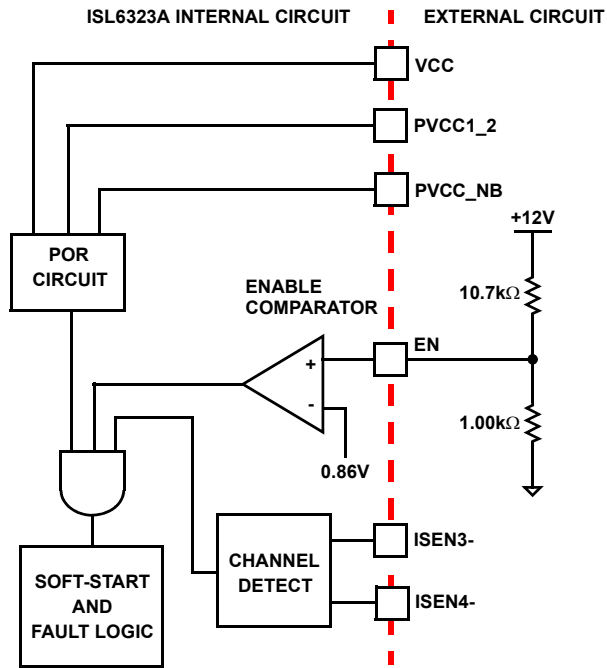 ISL6323A INTERNAL CIRCUIT
EXTERNAL CIRCUIT
VCC
PVCC1_2
PVCC_NB
+12V
POR
CIRCUIT
ENABLE
COMPARATOR
10.7kΩ
EN
+
-
1.00kΩ
0.86V
ISEN3-
CHANNEL
DETECT
SOFT-START
AND
FAULT LOGIC
ISEN4-